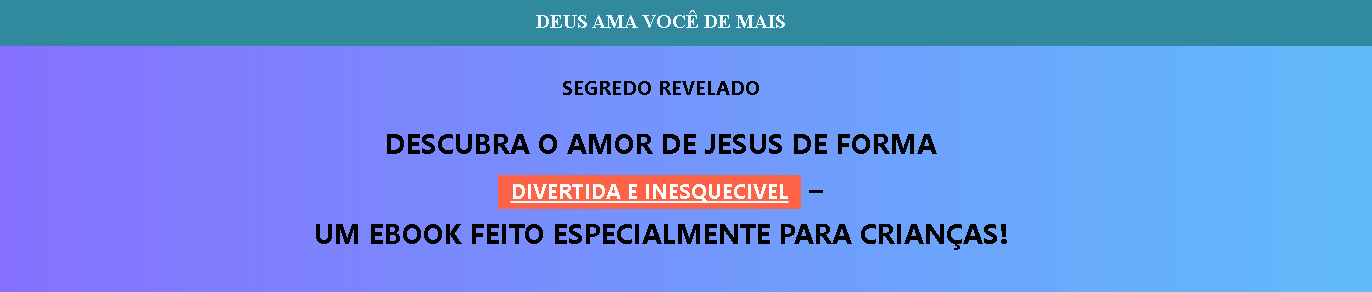 DEUS AMA VOCÊ DE MAIS
SEGREDO REVELADO
DESCUBRA O AMOR DE JESUS DE FORMA
DIVERTIDA E INESQUECIVEL –
UM EBOOK FEITO ESPECIALMENTE PARA CRIANÇAS!